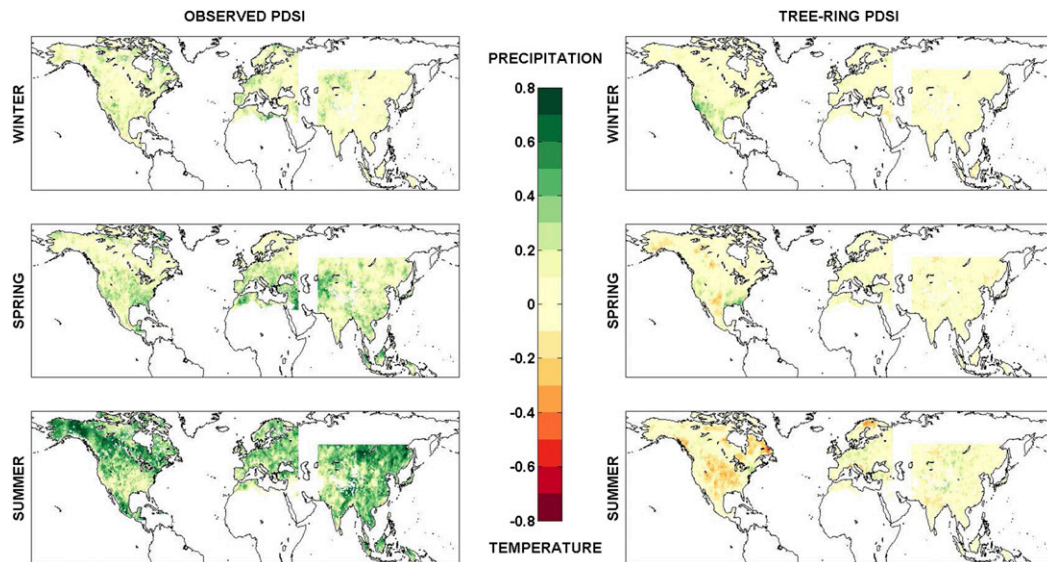 OBSERVED PDSI
TREE-RING PDSI
WINTER
SPRING
SUMMER
PRECIPITATION
0.8
0.6
0.4
0.2
0
-0.2
-0.4
-0.6
-0.8
TEMPERATURE
WINTER
SPRING
SUMMER